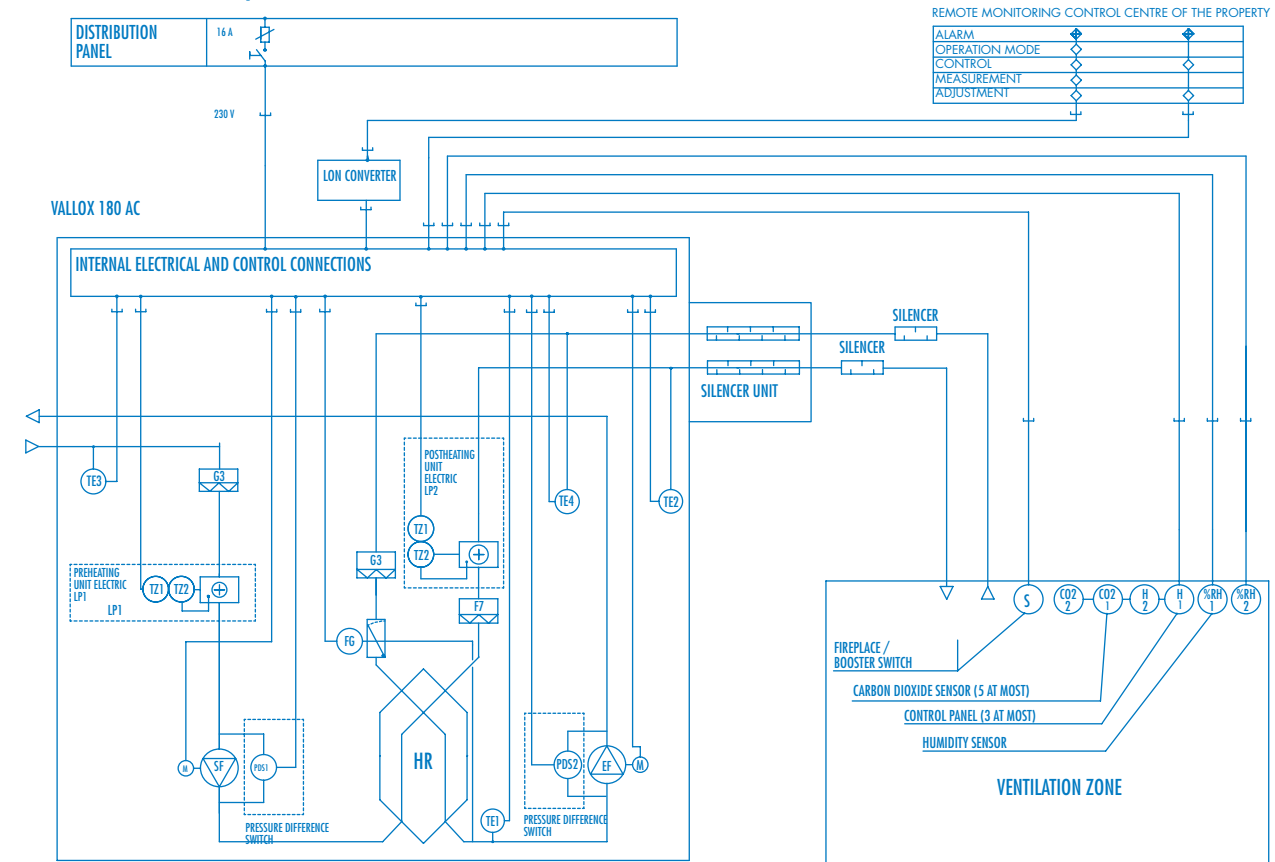 REMOTE MONITORING CONTROL CENTRE OF THE PROPERTY
DISTRIBUTION
PANEL
16 A
ALARM
OPERATION MODE
CONTROL
MEASUREMENT
ADJUSTMENT
230 V
LON CONVERTER
VALLOX 180 AC
INTERNAL ELECTRICAL AND CONTROL CONNECTIONS
SILENCER
SILENCER
SILENCER UNIT
TE3
G3
POSTHEATING
UNIT
ELECTRIC
LP2
TE4
TE2
TZ1
TZ2
G3
F7
PREHEATING
UNIT ELECTRIC
LP1
LP1
TZ1
TZ2
FG
S
CO2
2
CO2
1
H
2
H
1
%RH
1
%RH
2
FIREPLACE /
BOOSTER SWITCH
CARBON DIOXIDE SENSOR (5 AT MOST)
CONTROL PANEL (3 AT MOST)
HUMIDITY SENSOR
VENTILATION ZONE
M
SF
PDS1
HR
PDS2
EF
M
TE1
PRESSURE DIFFERENCE
SWITCH
PRESSURE DIFFERENCE
SWITCH